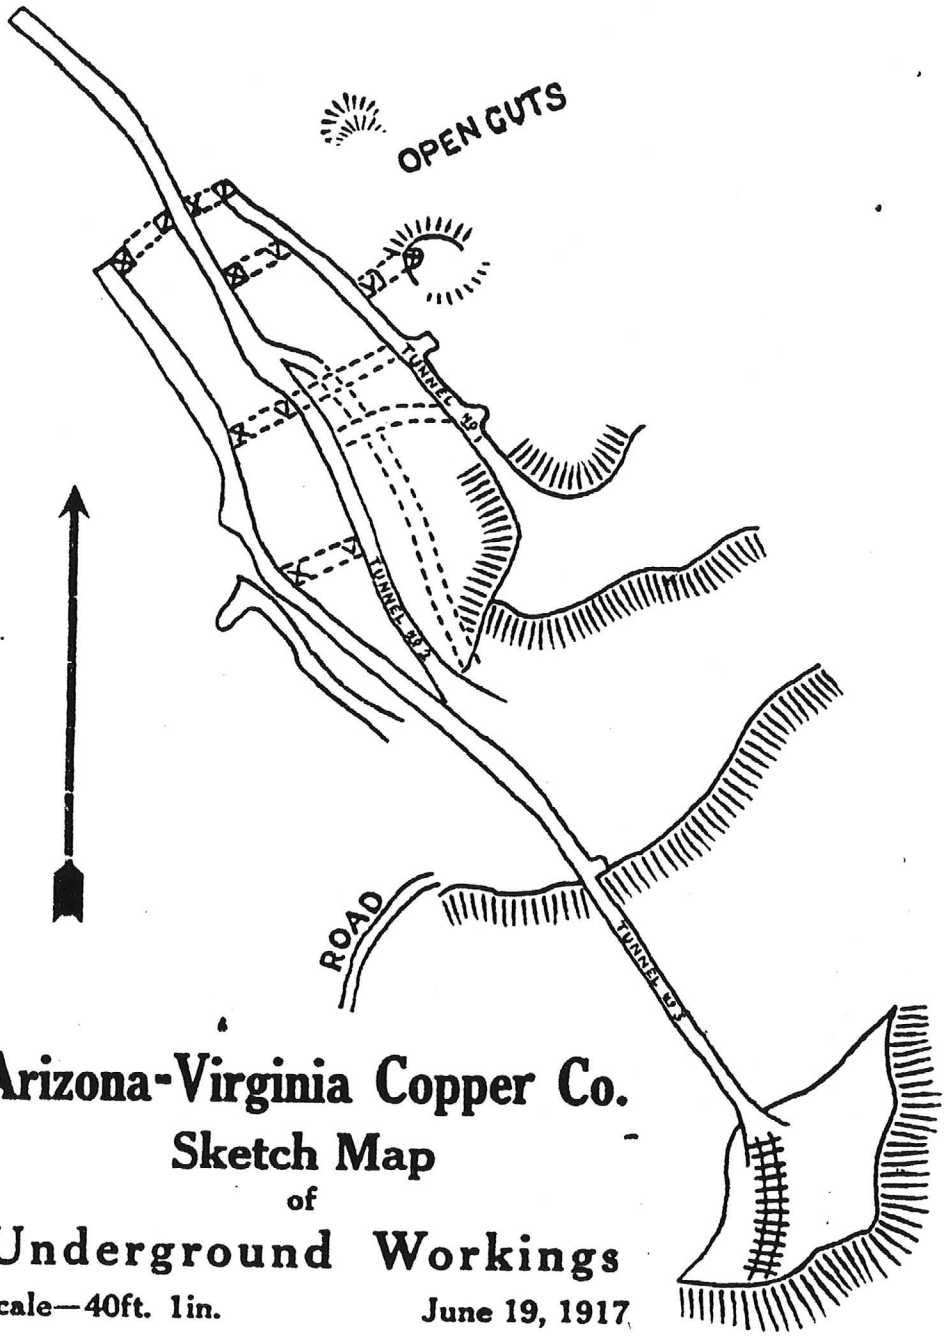 OPEN CUTS
TUNNEL No 1
TUNNEL No 2
ROAD
TUNNEL No 3
Arizona-Virginia Copper Co.
Sketch Map
of
Underground Workings
cale—40ft. 1in. June 19, 1917